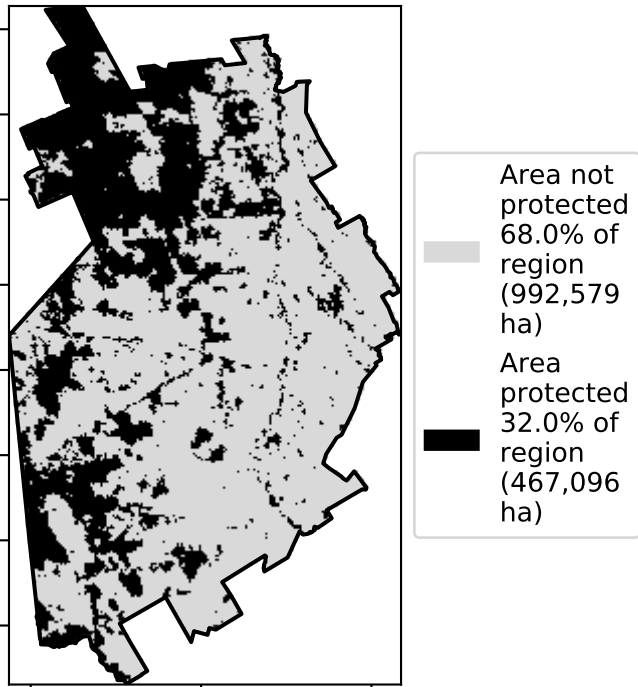 Area not
protected
68.0% of
region
(992,579
ha)
Area
protected
32.0% of
region
(467,096
ha)